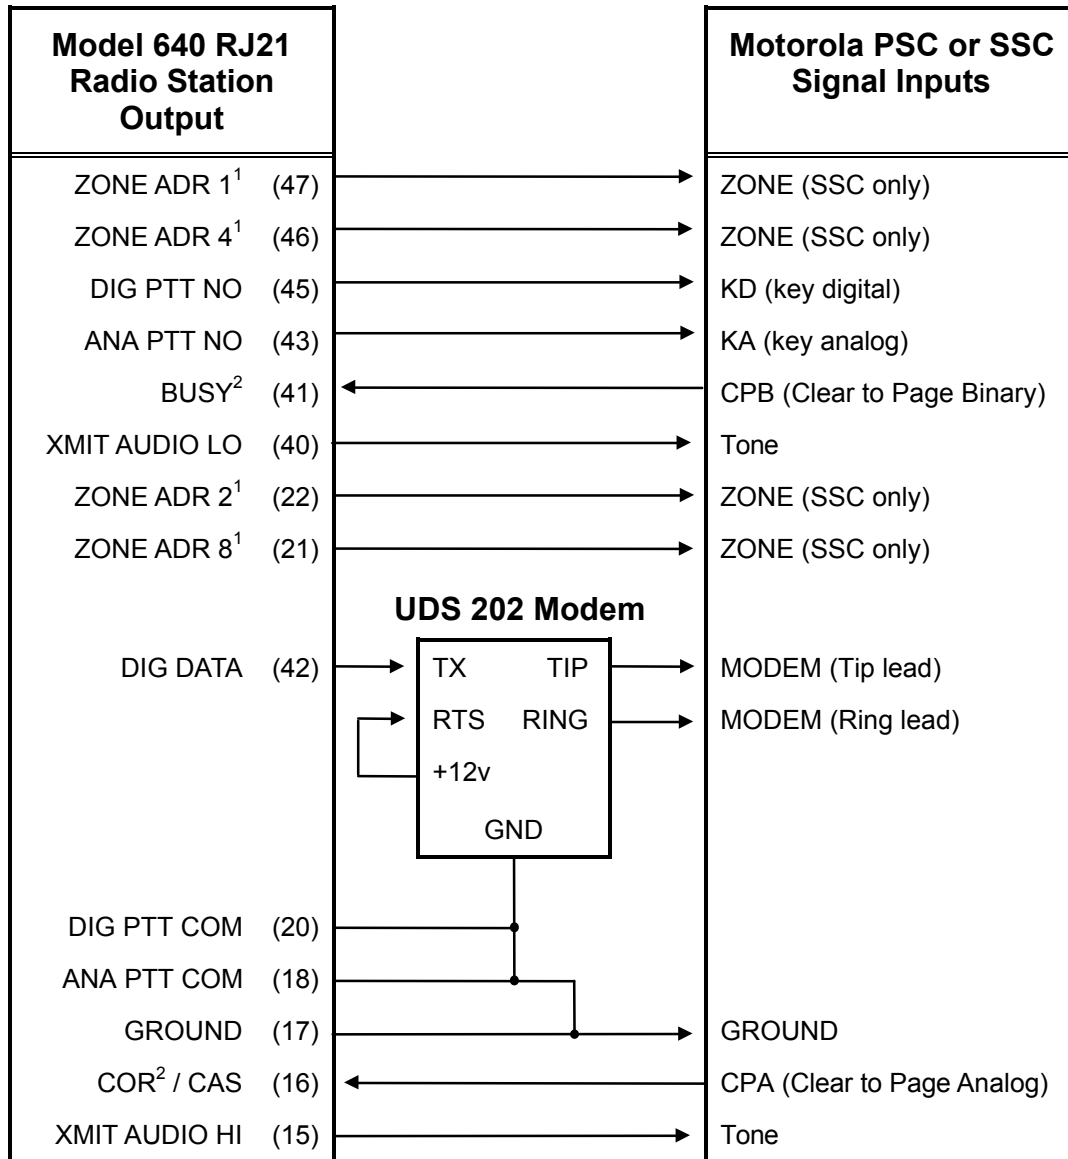 Model 640 RJ21
Radio Station
Output
Motorola PSC or SSC
Signal Inputs
ZONE ADR 1¹ (47) ZONE (SSC only)
ZONE ADR 4¹ (46) ZONE (SSC only)
DIG PTT NO (45) KD (key digital)
ANA PTT NO (43) KA (key analog)
BUSY² (41) CPB (Clear to Page Binary)
XMIT AUDIO LO (40) Tone
ZONE ADR 2¹ (22) ZONE (SSC only)
ZONE ADR 8¹ (21) ZONE (SSC only)
UDS 202 Modem
DIG DATA (42) TX TIP MODEM (Tip lead)
RTS RING MODEM (Ring lead)
+12v
GND
DIG PTT COM (20)
ANA PTT COM (18)
GROUND (17) GROUND
COR² / CAS (16) CPA (Clear to Page Analog)
XMIT AUDIO HI (15) Tone